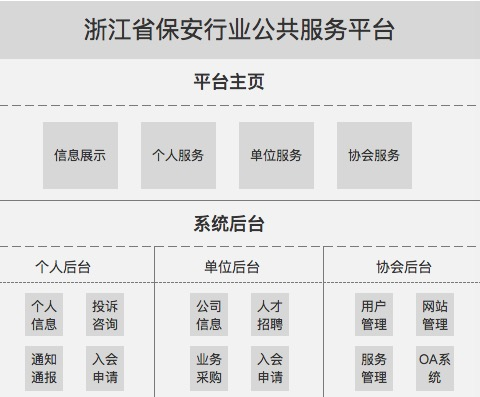 浙江省保安行业公共服务平台
平台主页
信息展示 个人服务 单位服务 协会服务
系统后台
个人后台 单位后台 协会后台
个人 投诉 公司 人才 用户 网站
信息 咨询 信息 招聘 管理 管理
通知 入会 业务 入会 服务 OA系
通报 申请 采购 申请 管理 统